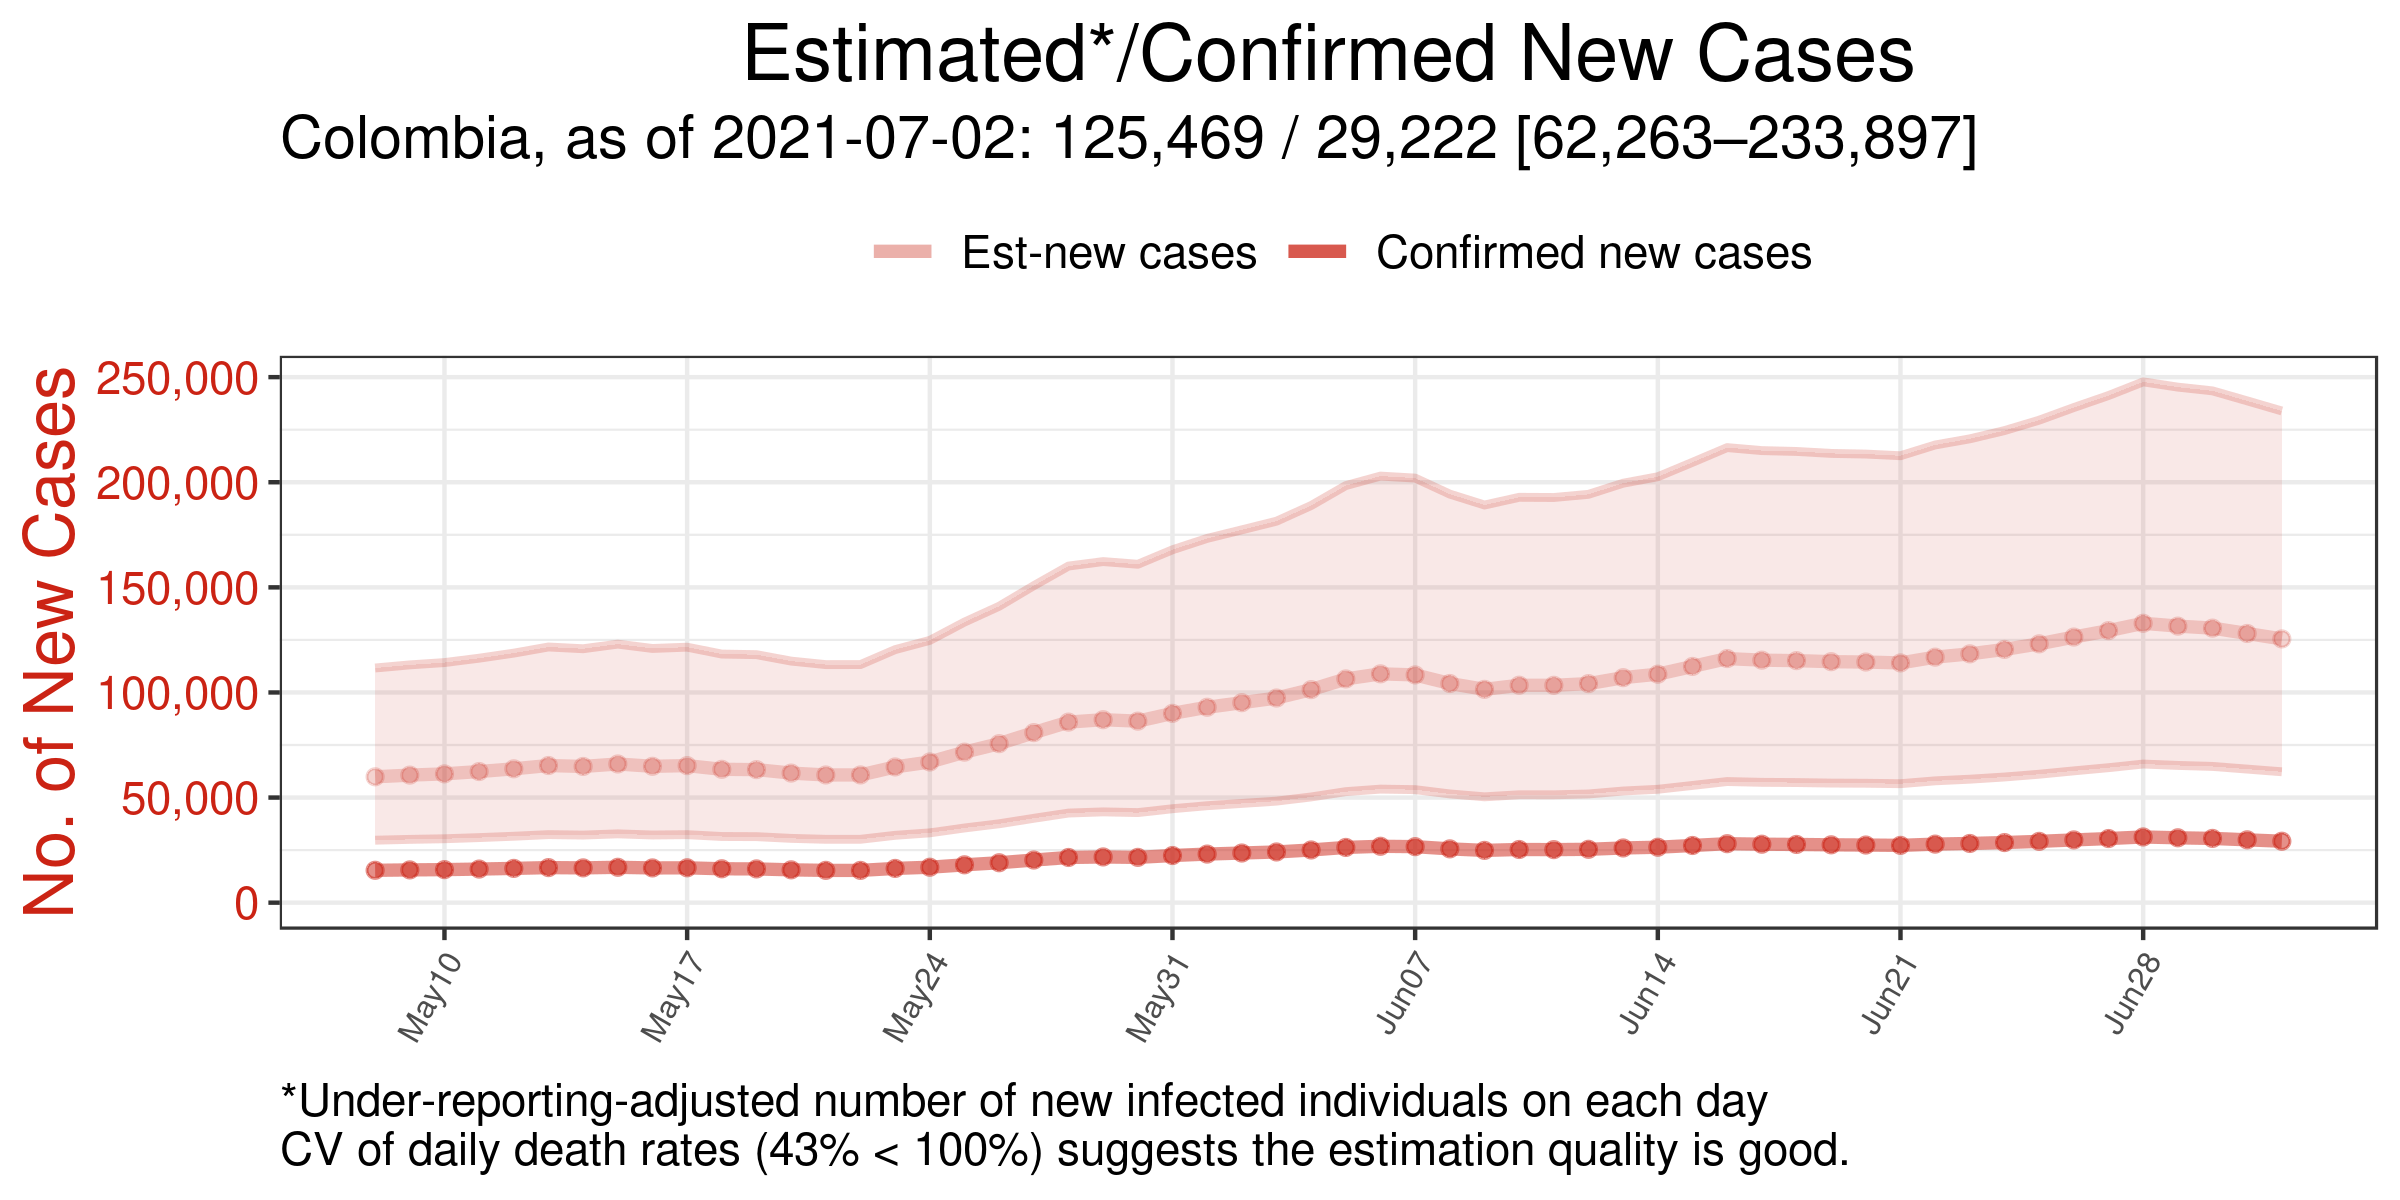 Estimated*/Confirmed New Cases
Colombia, as of 2021-07-02: 125,469 / 29,222 [62,263–233,897]
Est-new cases Confirmed new cases
No. of New Cases
250,000
200,000
150,000
100,000
50,000
0
May10 May17 May24 May31 Jun07 Jun14 Jun21 Jun28
*Under-reporting-adjusted number of new infected individuals on each day
CV of daily death rates (43% < 100%) suggests the estimation quality is good.